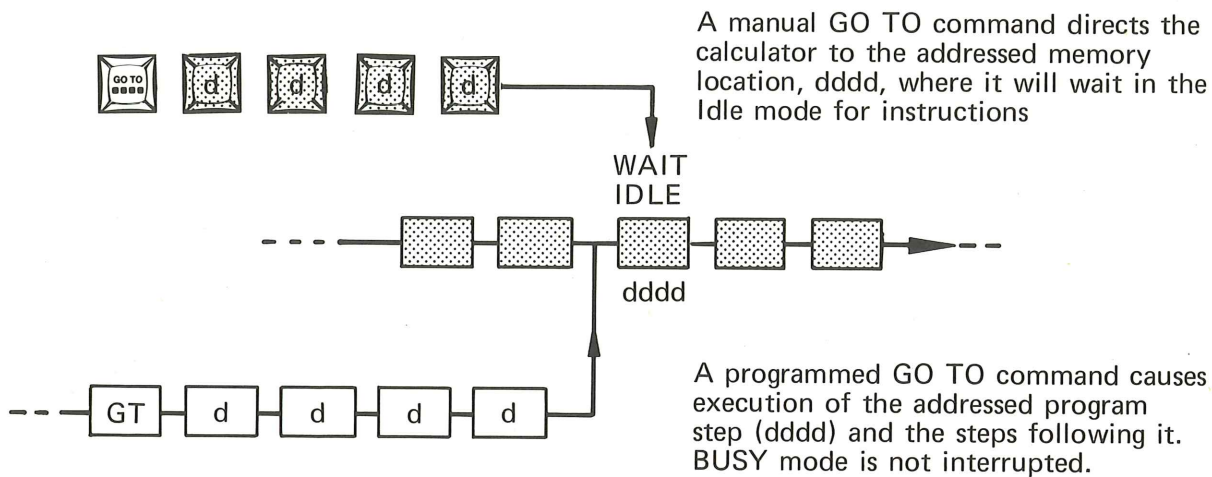 A manual GO TO command directs the
calculator to the addressed memory
location, dddd, where it will wait in the
Idle mode for instructions
GO TO
d d d d
WAIT
IDLE
dddd
GT d d d d
A programmed GO TO command causes
execution of the addressed program
step (dddd) and the steps following it.
BUSY mode is not interrupted.